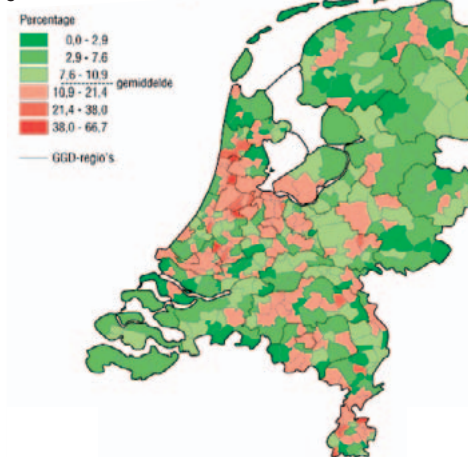 Percentage
0,0 - 2,9
2,9 - 7,6
7,6 - 10,9
gemiddelde
10,9 - 21,4
21,4 - 38,0
38,0 - 66,7
GGD-regio's